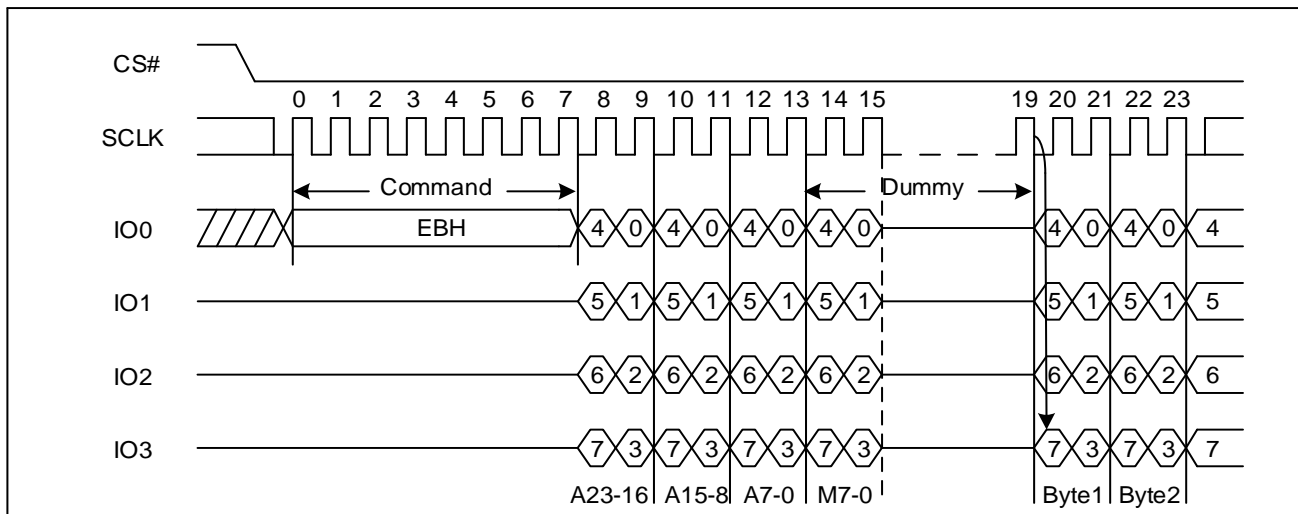 CS#
0 1 2 3 4 5 6 7 8 9 10 11 12 13 14 15 19 20 21 22 23
SCLK
Command Dummy
IO0 EBH 4 0 4 0 4 0 4 0 4 0 4 0 4
IO1 5 1 5 1 5 1 5 1 5 1 5 1 5
IO2 6 2 6 2 6 2 6 2 6 2 6 2 6
IO3 7 3 7 3 7 3 7 3 7 3 7 3 7
A23-16 A15-8 A7-0 M7-0 Byte1 Byte2